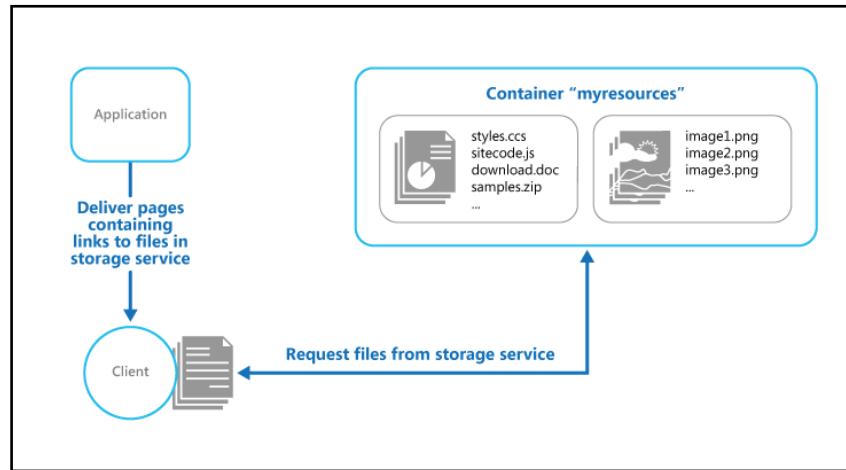 Application
Deliver pages
containing
links to files in
storage service
Client
Container “myresources”
styles.ccs
sitecode.js
download.doc
samples.zip
...
image1.png
image2.png
image3.png
...
Request files from storage service